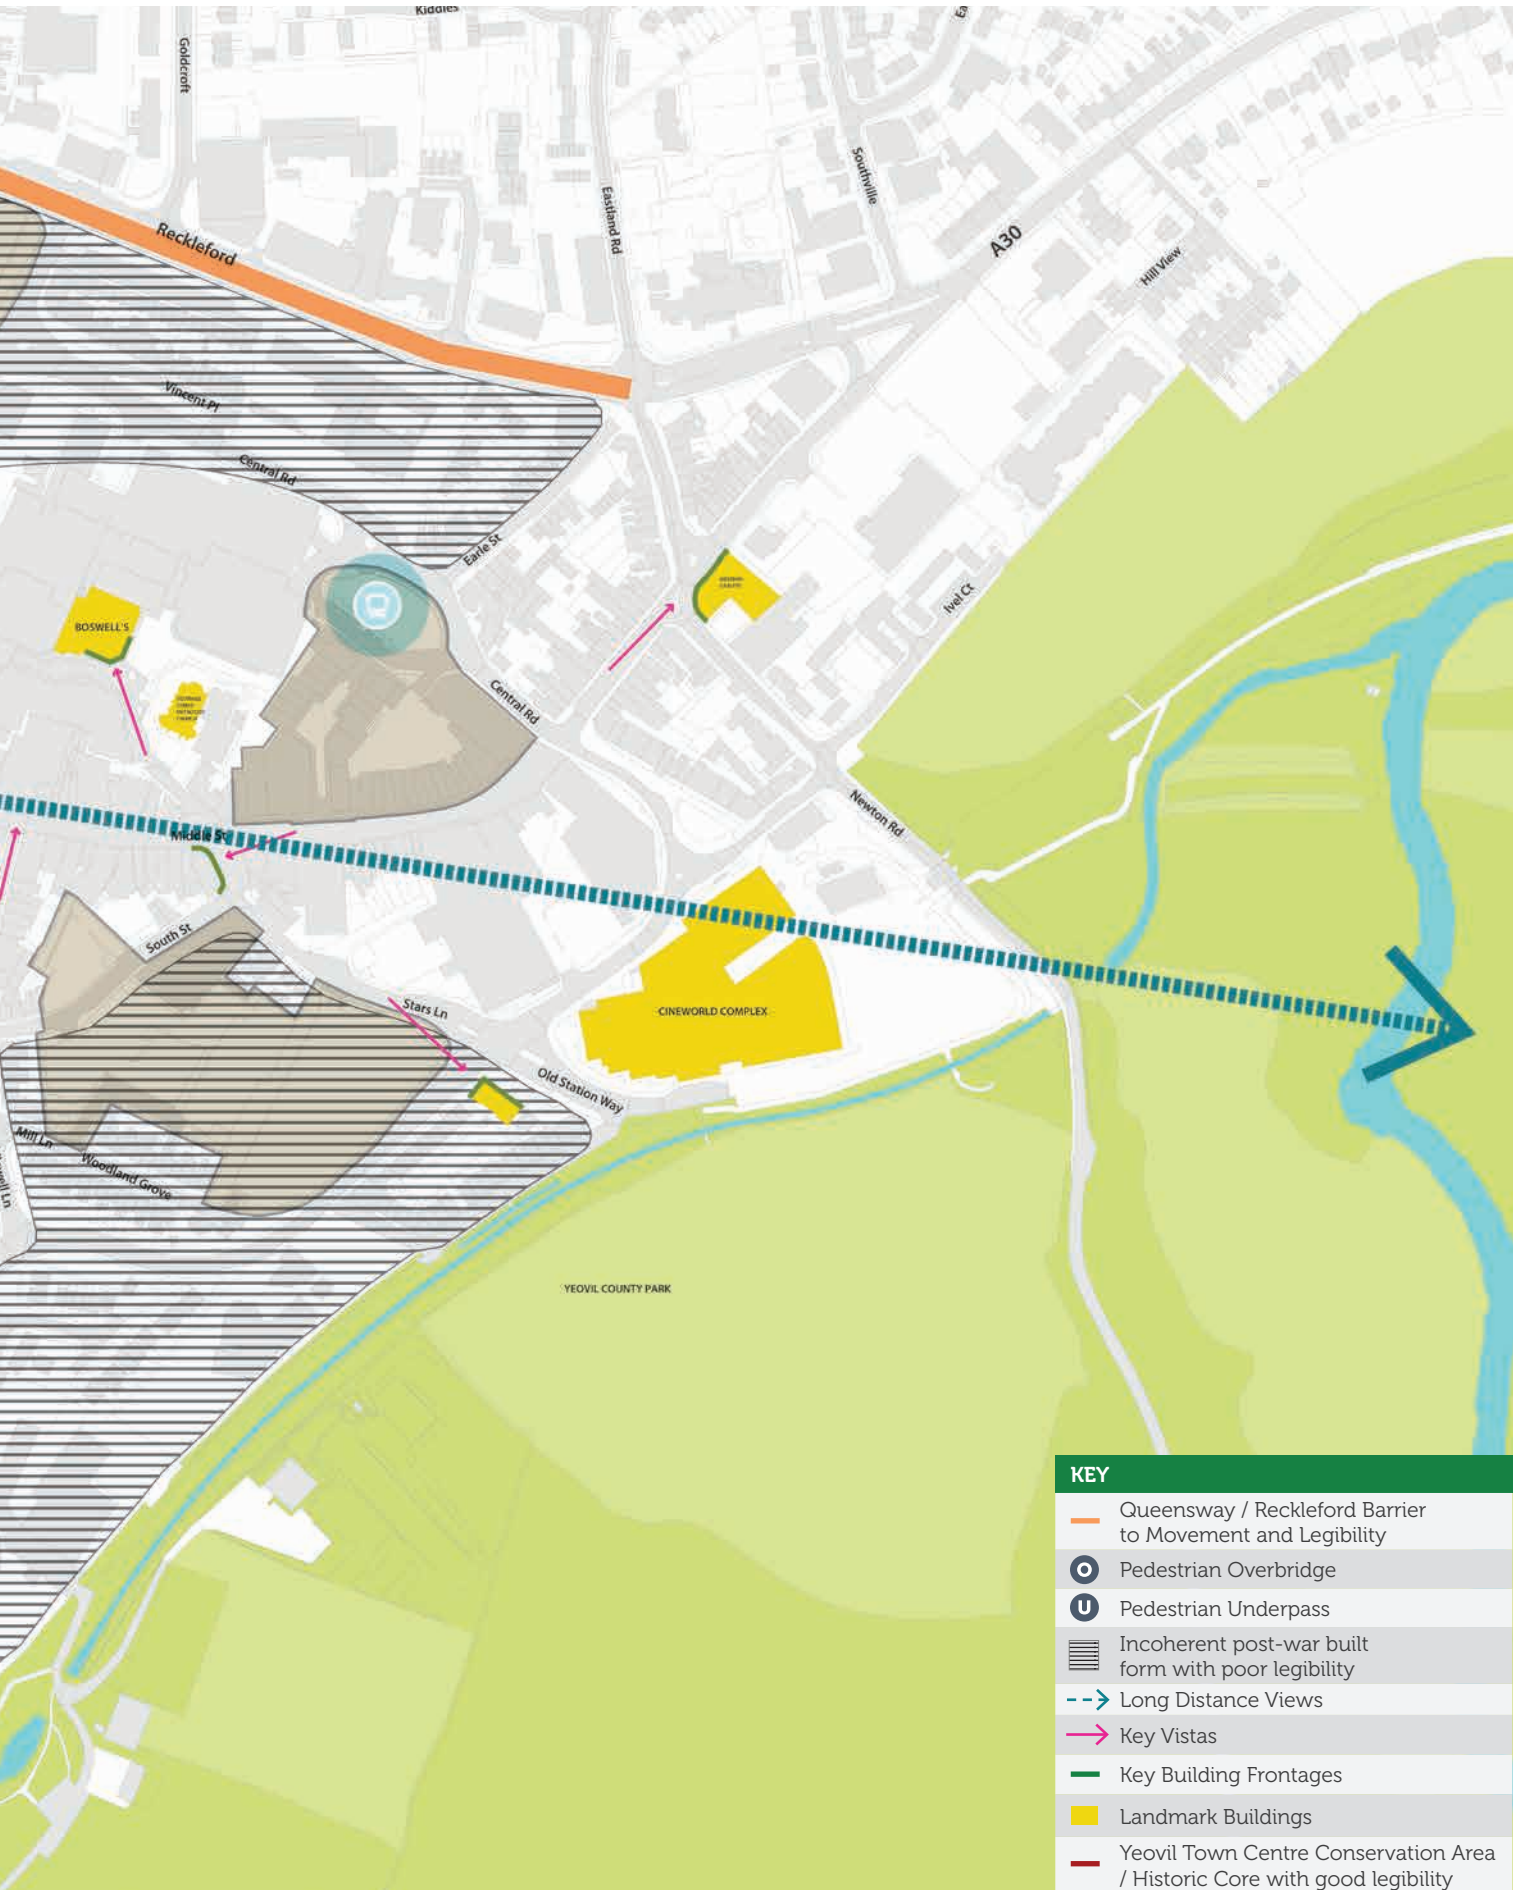 Kiddles
Goldcroft
Reckleford
Eastland Rd
Southville
A30
Hill View
Vincent Pl
Central Rd
Earle St
BOSWELL'S
Ivel Ct
Central Rd
Newton Rd
Middle St
South St
Stars Ln
CINEWORLD COMPLEX
Old Station Way
Mill Ln
Woodland Grove
YEOVIL COUNTY PARK
KEY
Queensway / Reckleford Barrier
to Movement and Legibility
O Pedestrian Overbridge
U Pedestrian Underpass
Incoherent post-war built
form with poor legibility
Long Distance Views
Key Vistas
Key Building Frontages
Landmark Buildings
Yeovil Town Centre Conservation Area
/ Historic Core with good legibility